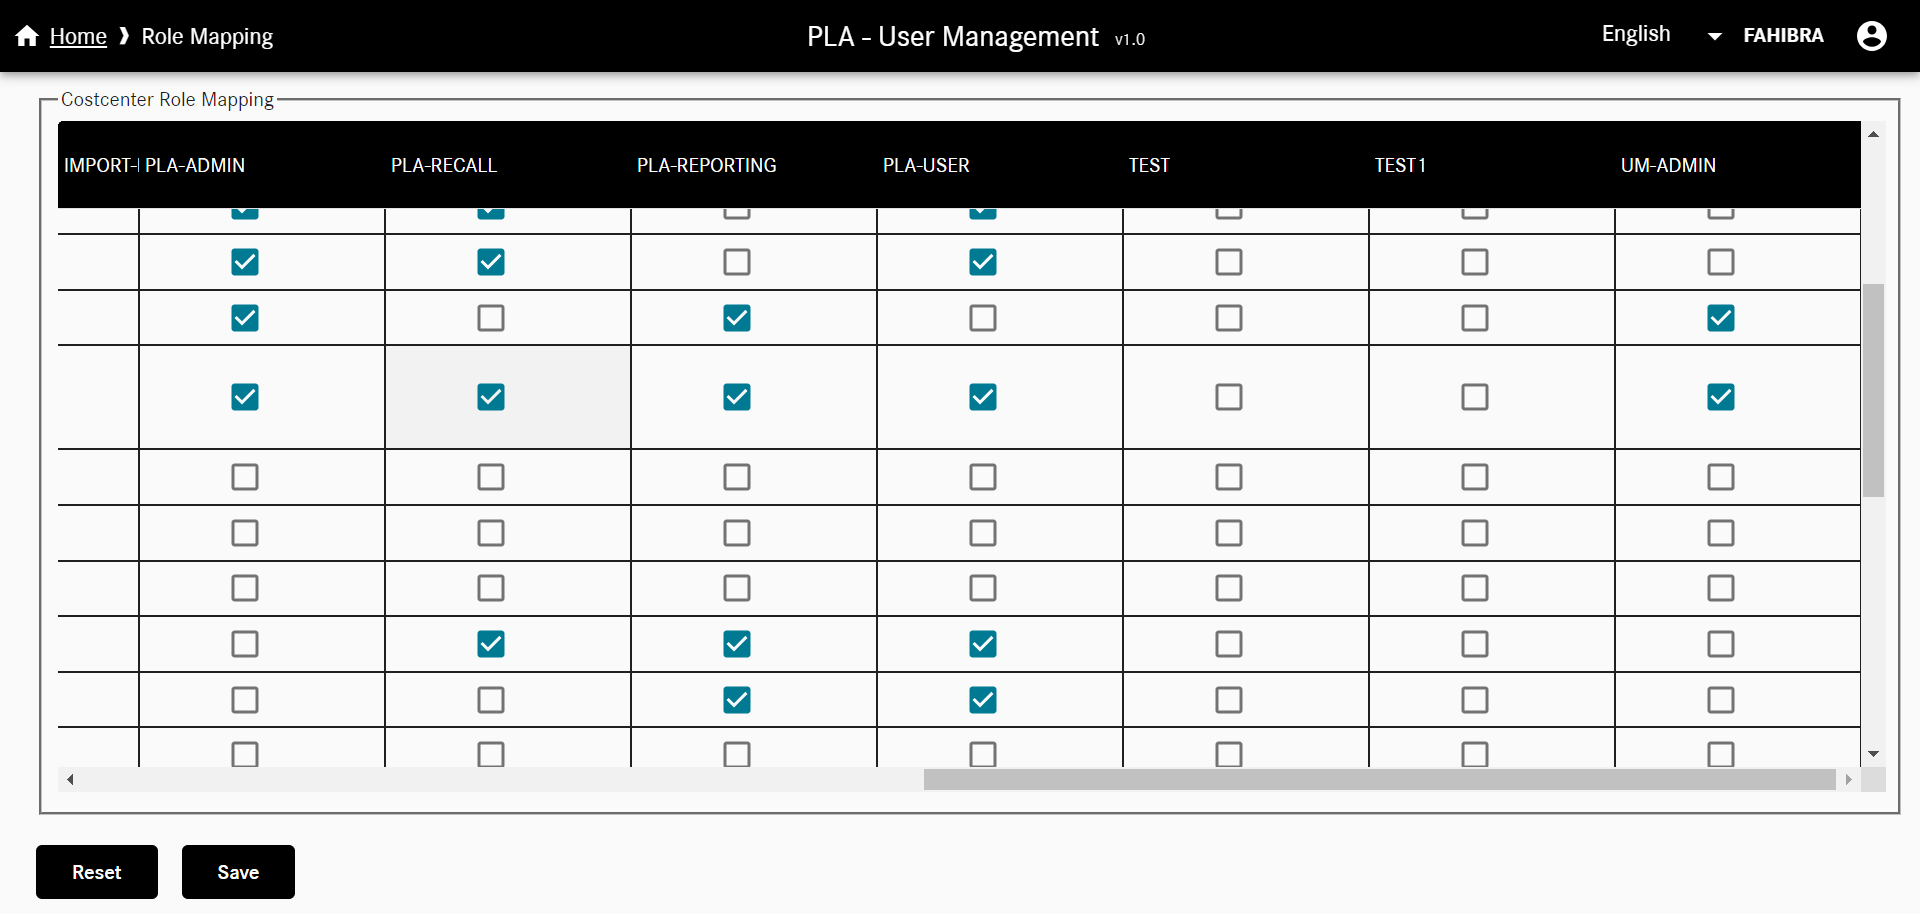 Home ❯ Role Mapping
PLA - User Management v1.0
English
FAHIBRA
Costcenter Role Mapping
IMPORT- PLA-ADMIN PLA-RECALL PLA-REPORTING PLA-USER TEST TEST1 UM-ADMIN
Reset Save